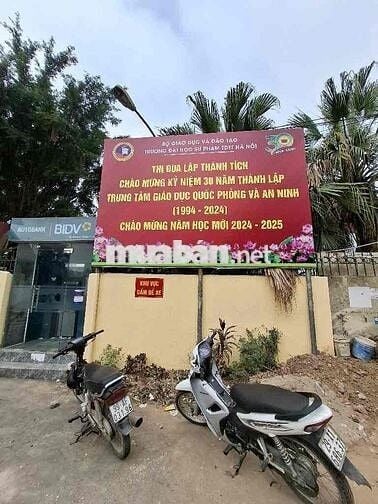 BỘ GIÁO DỤC VÀ ĐÀO TẠO
TRƯỜNG ĐẠI HỌC SƯ PHẠM TDTT HÀ NỘI
THI ĐUA LẬP THÀNH TÍCH
CHÀO MỪNG KỶ NIỆM 30 NĂM THÀNH LẬP
TRUNG TÂM GIÁO DỤC QUỐC PHÒNG VÀ AN NINH
(1994 - 2024)
CHÀO MỪNG NĂM HỌC MỚI 2024 - 2025
AUTOBANK BIDV
muaban.net
KHU VỰC
CẤM ĐỂ XE